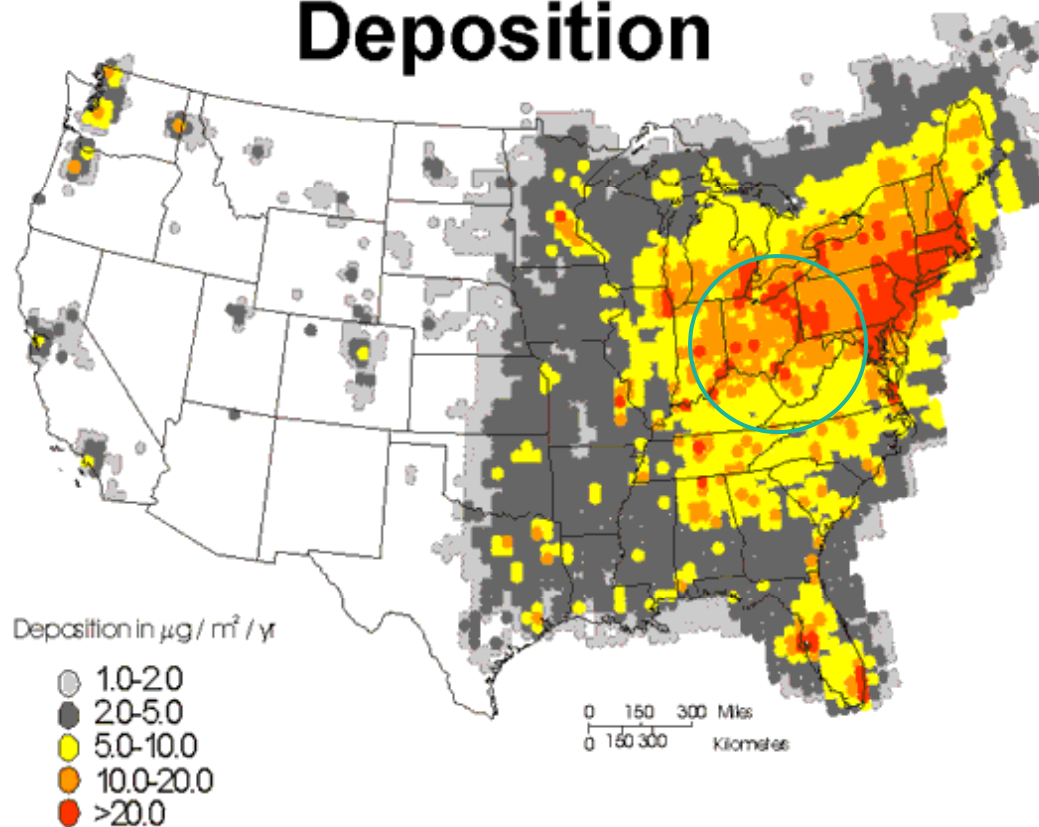 Deposition
Deposition in µg / m² / yr
1.0-2.0
2.0-5.0
5.0-10.0
10.0-20.0
>20.0
0 150 300 Miles
0 150 300 Kilometers